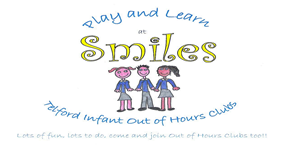 Play and Learn
at
Smiles
Telford Infant Out of Hours Clubs
Lots of fun, lots to do, come and join Out of Hours Clubs too!!